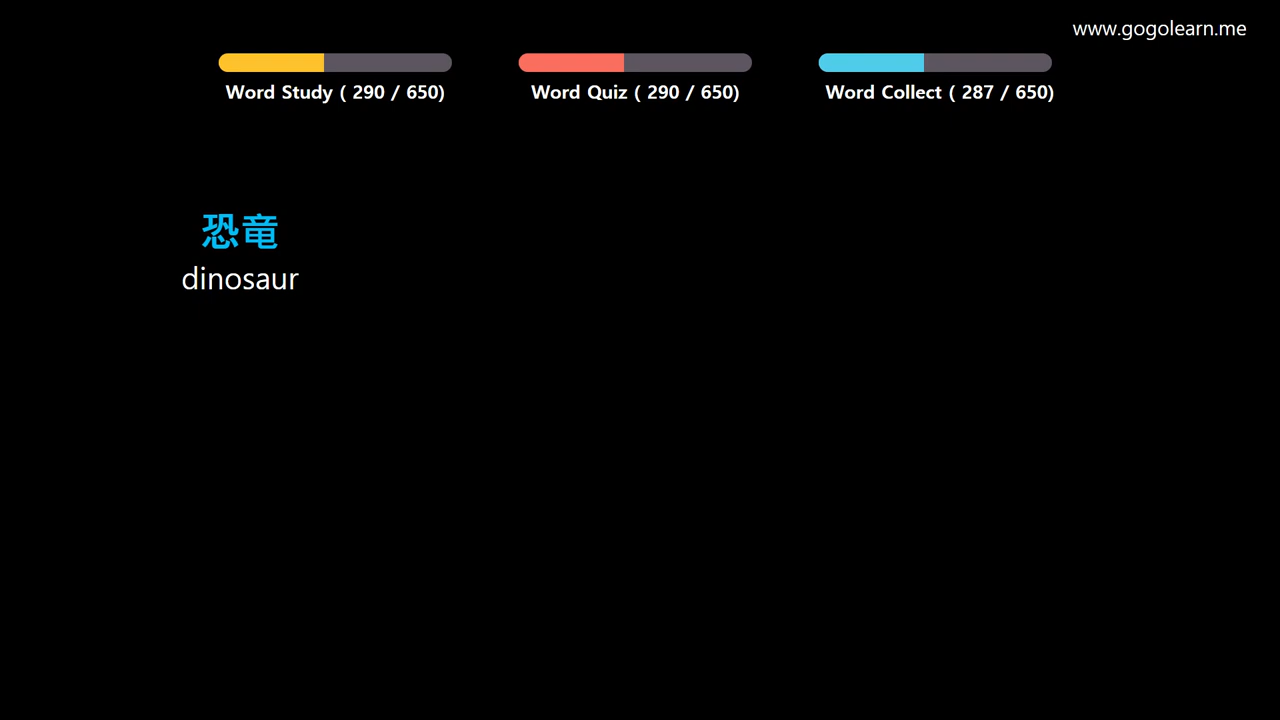 www.gogolearn.me
Word Study ( 290 / 650)
Word Quiz ( 290 / 650)
Word Collect ( 287 / 650)
恐竜
dinosaur